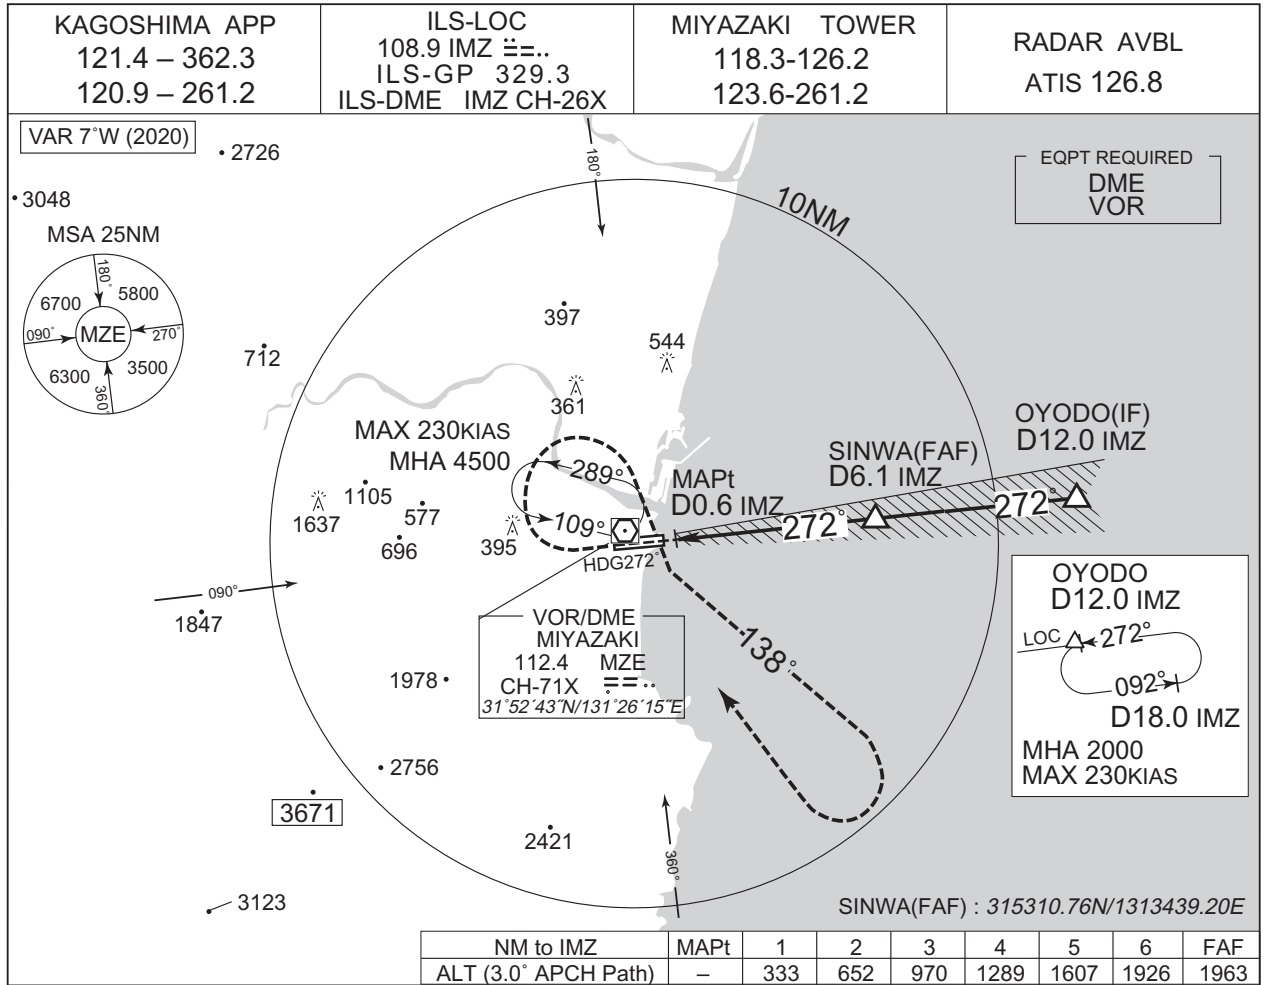 KAGOSHIMA APP
121.4 – 362.3
120.9 – 261.2
ILS-LOC
108.9 IMZ
ILS-GP 329.3
ILS-DME IMZ CH-26X
MIYAZAKI TOWER
118.3-126.2
123.6-261.2
RADAR AVBL
ATIS 126.8
VAR 7°W (2020)
2726
3048
MSA 25NM
180°
6700
5800
090°
MZE
270°
6300
3500
360°
180°
10NM
EQPT REQUIRED
DME
VOR
397
544
712
361
MAX 230KIAS
MHA 4500
289°
109°
1105
1637
577
696
395
HDG272°
MAPt
D0.6 IMZ
SINWA(FAF)
D6.1 IMZ
OYODO(IF)
D12.0 IMZ
272°
272°
090°
1847
VOR/DME
MIYAZAKI
112.4 MZE
CH-71X
31°52′43″N/131°26′15″E
138°
OYODO
D12.0 IMZ
LOC
272°
092°
D18.0 IMZ
MHA 2000
MAX 230KIAS
1978
2756
3671
2421
360°
3123
SINWA(FAF) : 315310.76N/1313439.20E
NM to IMZ MAPt 1 2 3 4 5 6 FAF
ALT (3.0° APCH Path) – 333 652 970 1289 1607 1926 1963